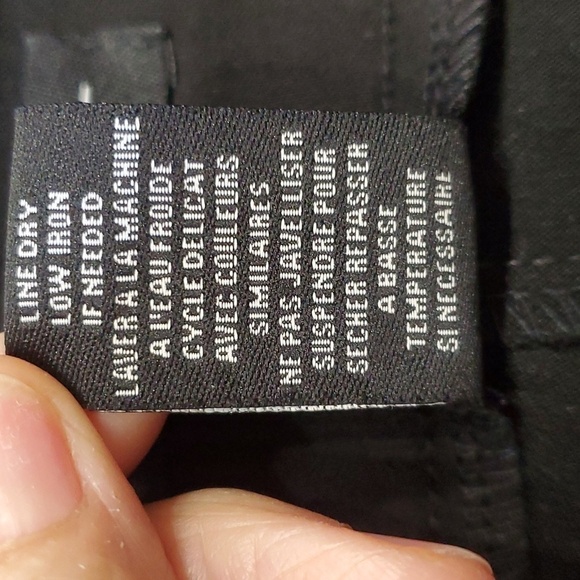 LINE DRY
LOW IRON
IF NEEDED
LAVER A LA MACHINE
A L'EAU FROIDE
CYCLE DELICAT
AVEC COULEURS
SIMILAIRES
NE PAS JAVELLISER
SUSPENDRE POUR
SECHER REPASSER
A BASSE
TEMPERATURE
SI NECESSAIRE